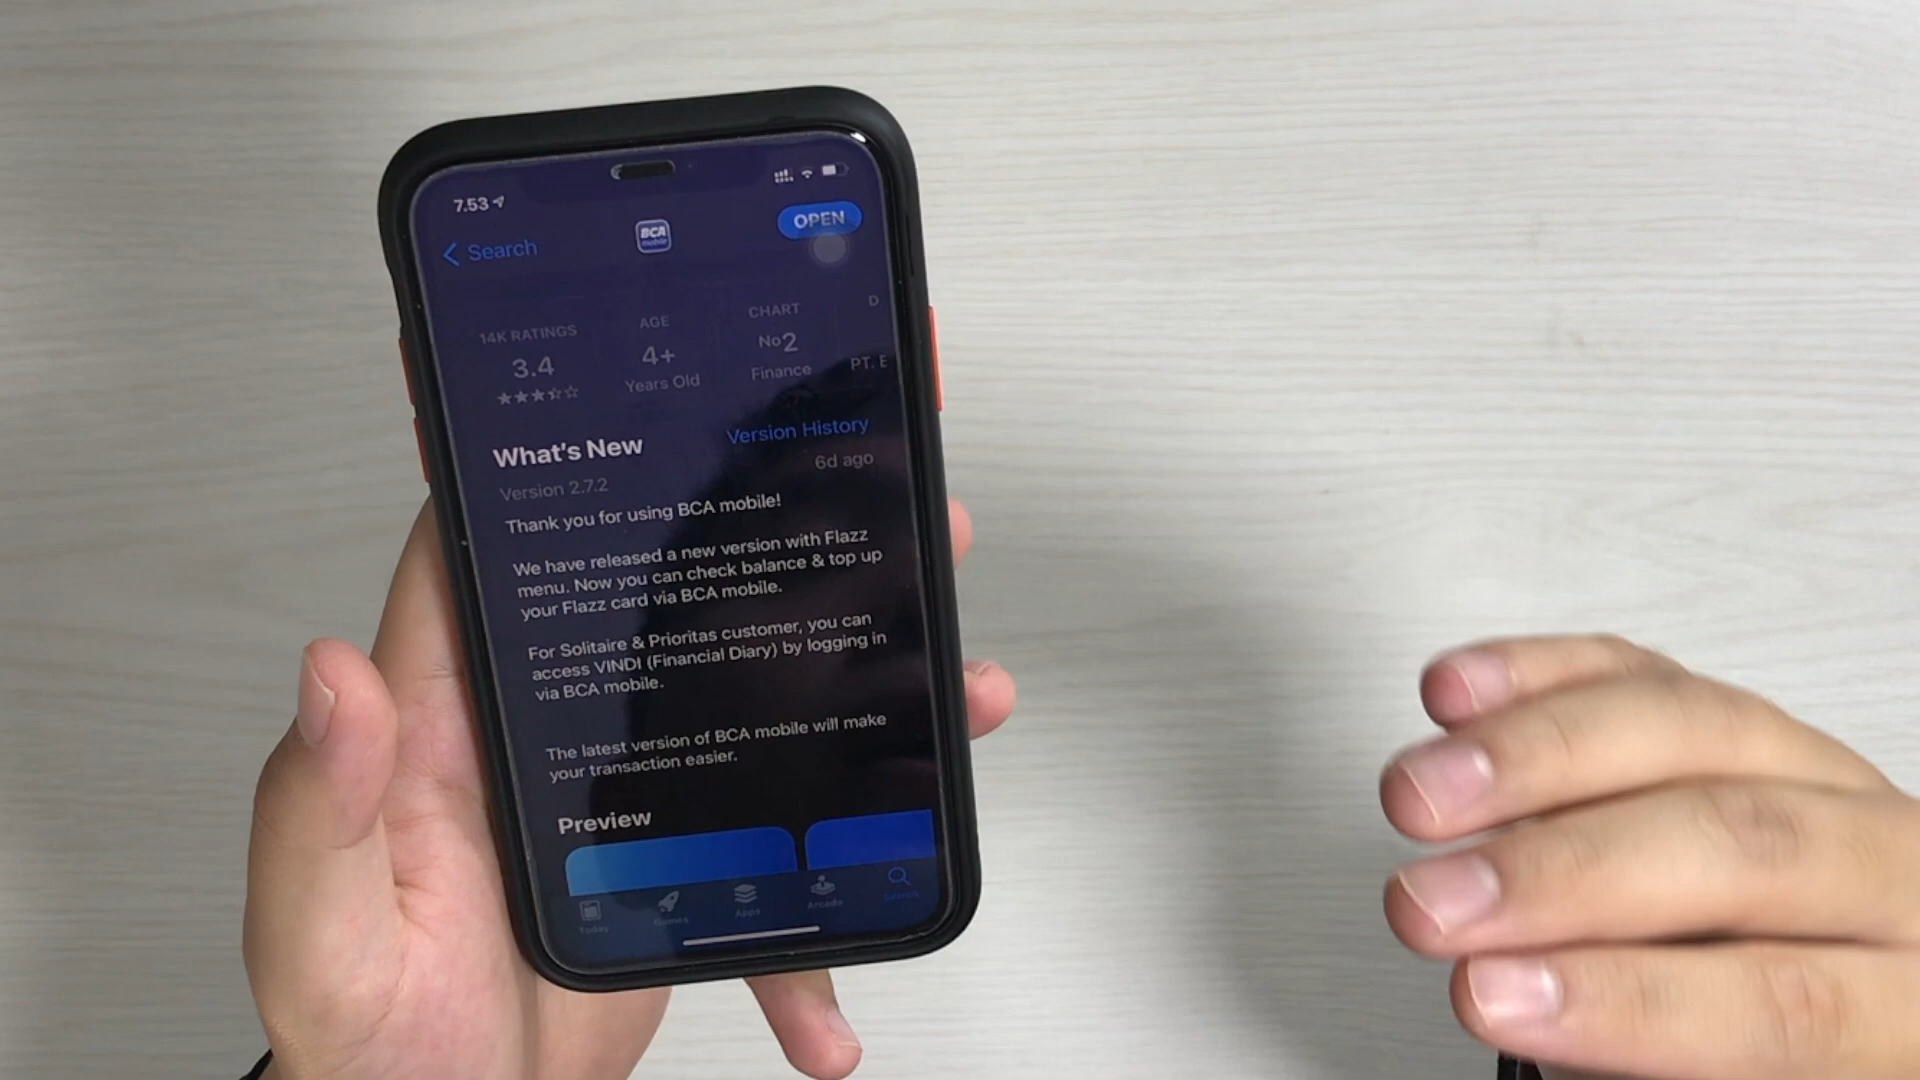 7.53
Search
BCA
mobile
OPEN
14K RATINGS
3.4
AGE
4+
Years Old
CHART
No2
Finance
D
PT. E
What's New
Version History
Version 2.7.2
6d ago
Thank you for using BCA mobile!
We have released a new version with Flazz
menu. Now you can check balance & top up
your Flazz card via BCA mobile.
For Solitaire & Prioritas customer, you can
access VINDI (Financial Diary) by logging in
via BCA mobile.
The latest version of BCA mobile will make
your transaction easier.
Preview
Today
Games
Apps
Arcade
Search